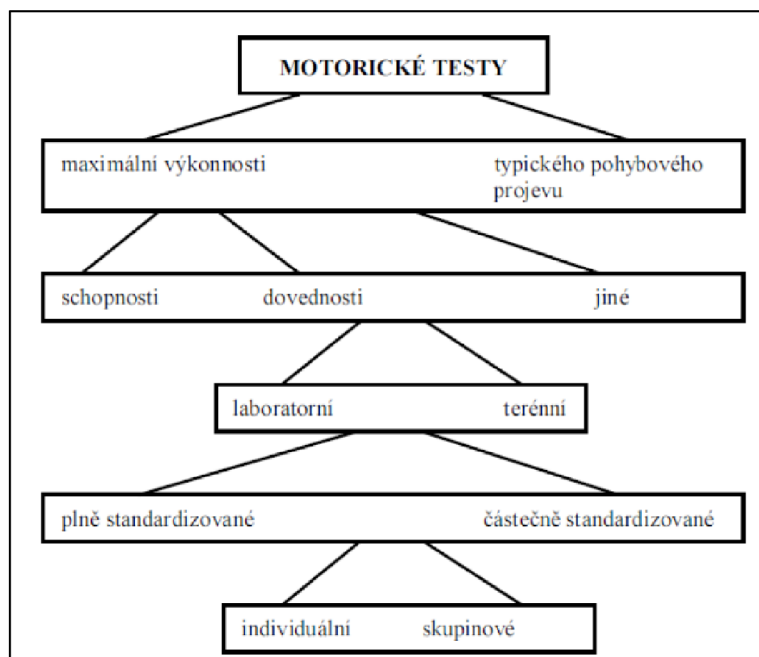 MOTORICKÉ TESTY
maximální výkonnosti typického pohybového
projevu
schopnosti dovednosti jiné
laboratorní terénní
plně standardizované částečně standardizované
individuální skupinové